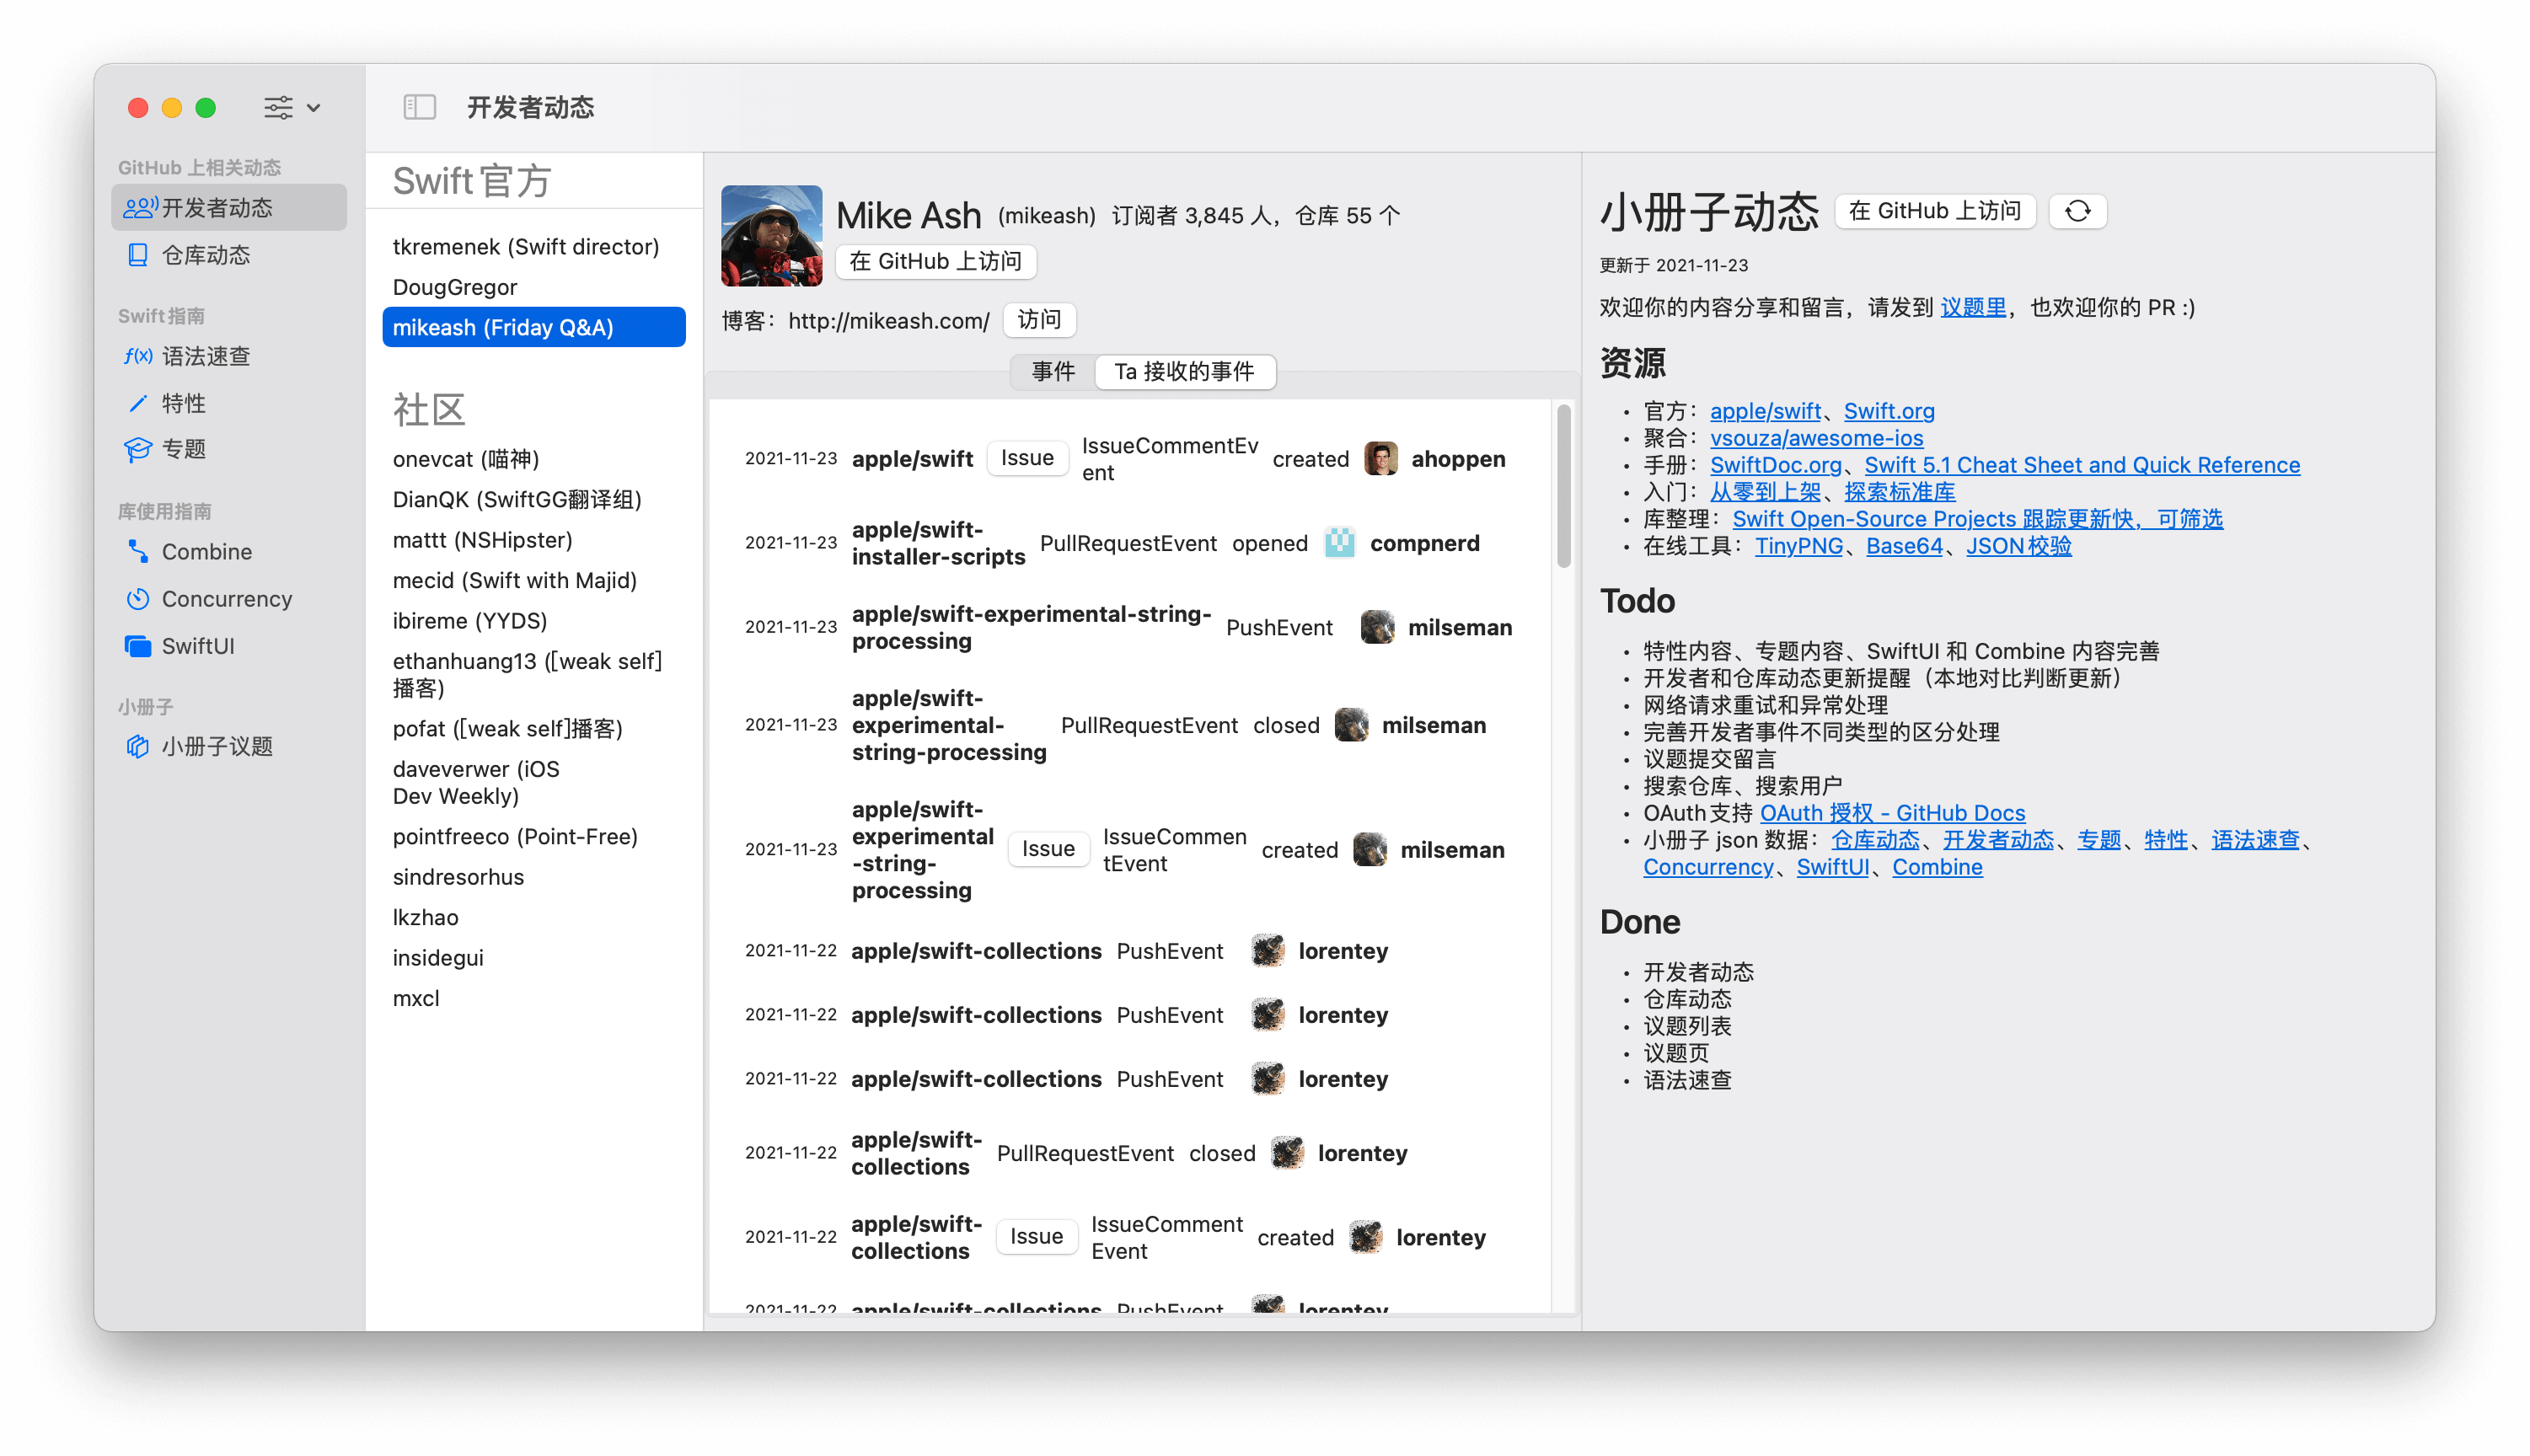 开发者动态
GitHub 上相关动态
开发者动态
仓库动态
Swift指南
f(x) 语法速查
特性
专题
库使用指南
Combine
Concurrency
SwiftUI
小册子
小册子议题
Swift官方
tkremenek (Swift director)
DougGregor
mikeash (Friday Q&A)
社区
onevcat (喵神)
DianQK (SwiftGG翻译组)
mattt (NSHipster)
mecid (Swift with Majid)
ibireme (YYDS)
ethanhuang13 ([weak self]
播客)
pofat ([weak self]播客)
daveverwer (iOS
Dev Weekly)
pointfreeco (Point-Free)
sindresorhus
lkzhao
insidegui
mxcl
Mike Ash (mikeash) 订阅者 3,845 人，仓库 55 个
在 GitHub 上访问
博客：http://mikeash.com/ 访问
事件 Ta 接收的事件
2021-11-23 apple/swift Issue IssueCommentEv
ent created ahoppen
2021-11-23 apple/swift-
installer-scripts PullRequestEvent opened compnerd
2021-11-23 apple/swift-experimental-string-
processing PushEvent milseman
2021-11-23 apple/swift-
experimental-
string-processing PullRequestEvent closed milseman
2021-11-23 apple/swift-
experimental
-string-
processing Issue IssueCommen
tEvent created milseman
2021-11-22 apple/swift-collections PushEvent lorentey
2021-11-22 apple/swift-collections PushEvent lorentey
2021-11-22 apple/swift-collections PushEvent lorentey
2021-11-22 apple/swift-
collections PullRequestEvent closed lorentey
2021-11-22 apple/swift-
collections Issue IssueComment
Event created lorentey
2021-11-22 apple/swift-collections PushEvent lorentey
小册子动态 在 GitHub 上访问
更新于 2021-11-23
欢迎你的内容分享和留言，请发到 议题里，也欢迎你的 PR :)
资源
• 官方：apple/swift、Swift.org
• 聚合：vsouza/awesome-ios
• 手册：SwiftDoc.org、Swift 5.1 Cheat Sheet and Quick Reference
• 入门：从零到上架、探索标准库
• 库整理：Swift Open-Source Projects 跟踪更新快，可筛选
• 在线工具：TinyPNG、Base64、JSON校验
Todo
• 特性内容、专题内容、SwiftUI 和 Combine 内容完善
• 开发者和仓库动态更新提醒（本地对比判断更新）
• 网络请求重试和异常处理
• 完善开发者事件不同类型的区分处理
• 议题提交留言
• 搜索仓库、搜索用户
• OAuth支持 OAuth 授权 - GitHub Docs
• 小册子 json 数据：仓库动态、开发者动态、专题、特性、语法速查、
Concurrency、SwiftUI、Combine
Done
• 开发者动态
• 仓库动态
• 议题列表
• 议题页
• 语法速查